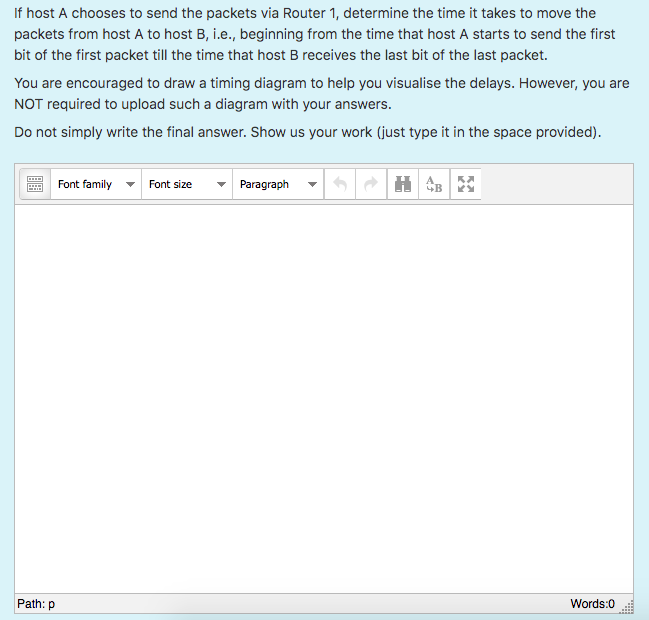 If host A chooses to send the packets via Router 1, determine the time it takes to move the
packets from host A to host B, i.e., beginning from the time that host A starts to send the first
bit of the first packet till the time that host B receives the last bit of the last packet.
You are encouraged to draw a timing diagram to help you visualise the delays. However, you are
NOT required to upload such a diagram with your answers.
Do not simply write the final answer. Show us your work (just type it in the space provided).
Font family Font size Paragraph A B
Path: p Words:0